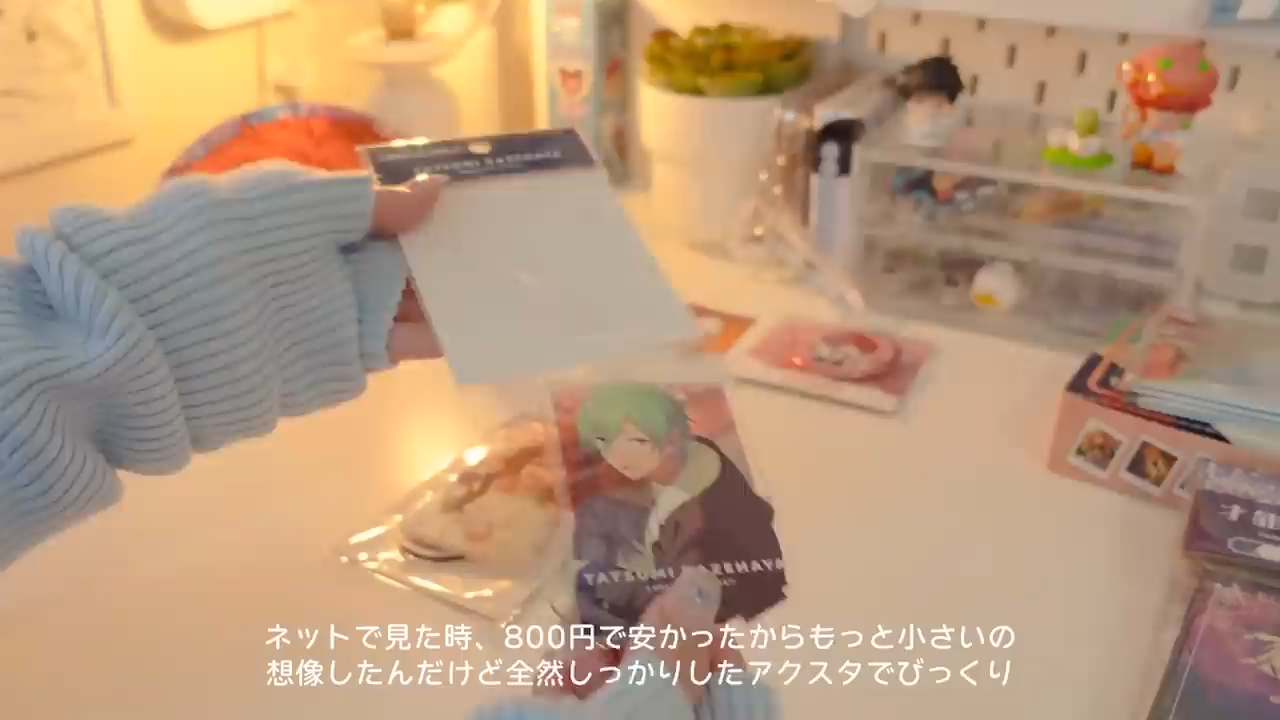 TATSUMI KAZEHAYA
ネットで見た時、800円で安かったからもっと小さいの
想像したんだけど全然しっかりしたアクスタでびっくり